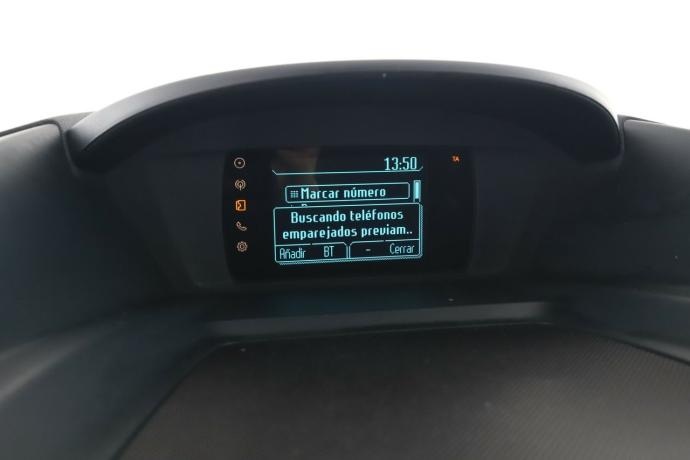 13:50
TA
Marcar número
Buscando teléfonos
emparejados previam..
Añadir BT - Cerrar